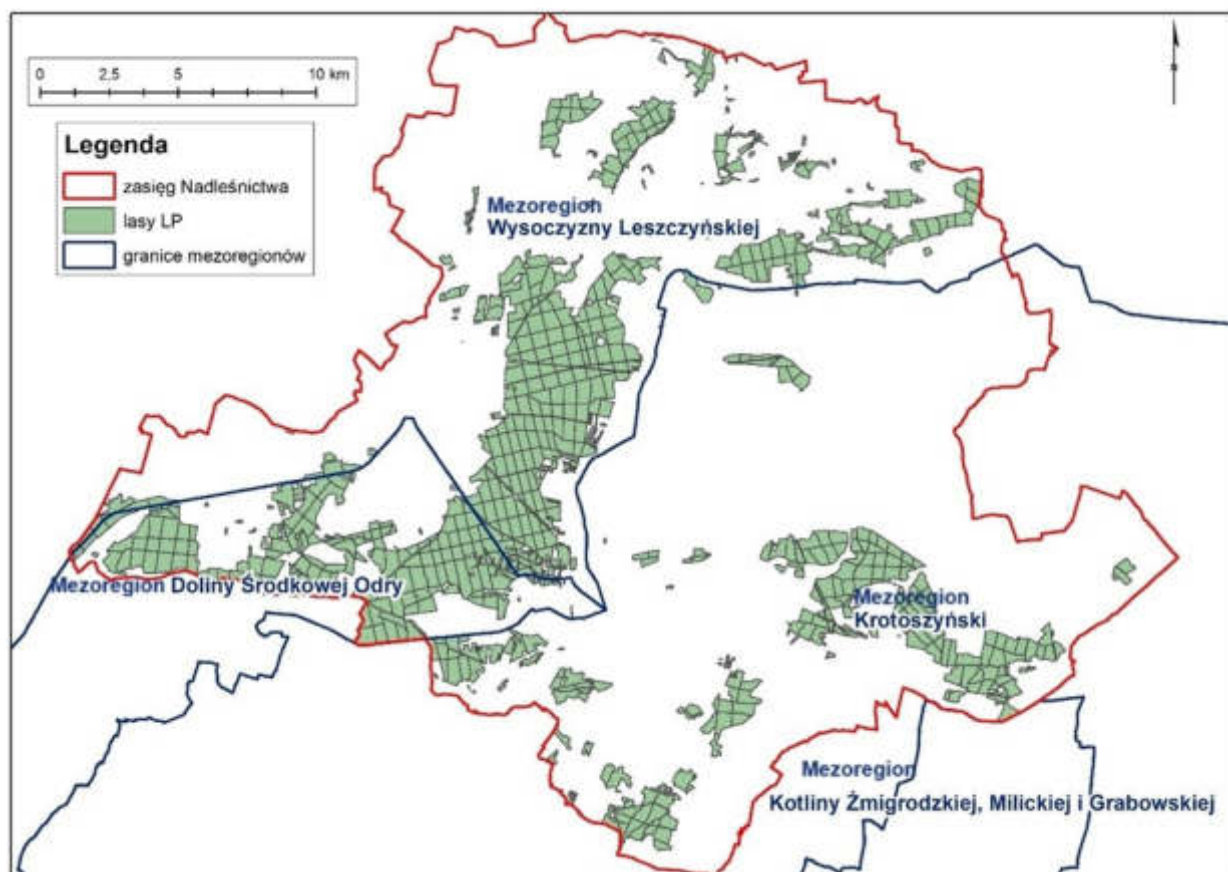 0 2.5 5 10 km
Legenda
zasięg Nadleśnictwa
lasy LP
granice mezoregionów
Mezoregion
Wysoczyzny Leszczyńskiej
Mezoregion Doliny Środkowej Odry
Mezoregion
Krotoszyński
Mezoregion
Kotliny Żmigrodzkiej, Milickiej i Grabowskiej